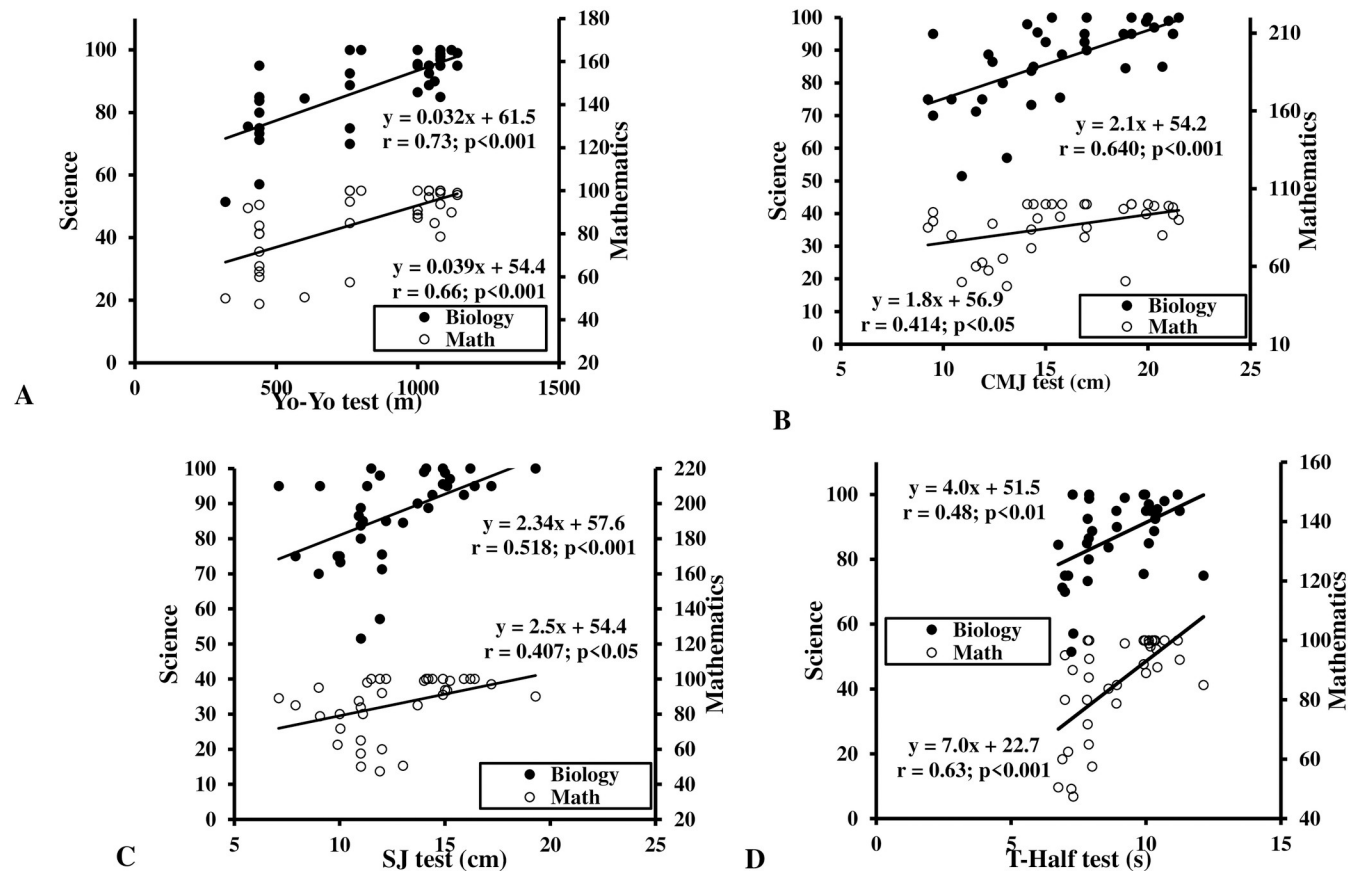 180
160
140
120
100
80
60
40
20
100
80
60
40
20
0
Science
Mathematics
y = 0.032x + 61.5
r = 0.73; p<0.001
y = 0.039x + 54.4
r = 0.66; p<0.001
Biology
Math
0
500
1000
1500
Yo-Yo test (m)
A
100
90
80
70
60
50
40
30
20
10
0
Science
210
160
110
60
10
Mathematics
y = 2.1x + 54.2
r = 0.640; p<0.001
y = 1.8x + 56.9
r = 0.414; p<0.05
Biology
Math
5
10
15
20
25
CMJ test (cm)
B
100
90
80
70
60
50
40
30
20
10
0
Science
220
200
180
160
140
120
100
80
60
40
20
Mathematics
y = 2.34x + 57.6
r = 0.518; p<0.001
y = 2.5x + 54.4
r = 0.407; p<0.05
Biology
Math
5
10
15
20
25
SJ test (cm)
C
100
80
60
40
20
0
Science
160
140
120
100
80
60
40
Mathematics
y = 4.0x + 51.5
r = 0.48; p<0.01
Biology
Math
y = 7.0x + 22.7
r = 0.63; p<0.001
0
5
10
15
T-Half test (s)
D